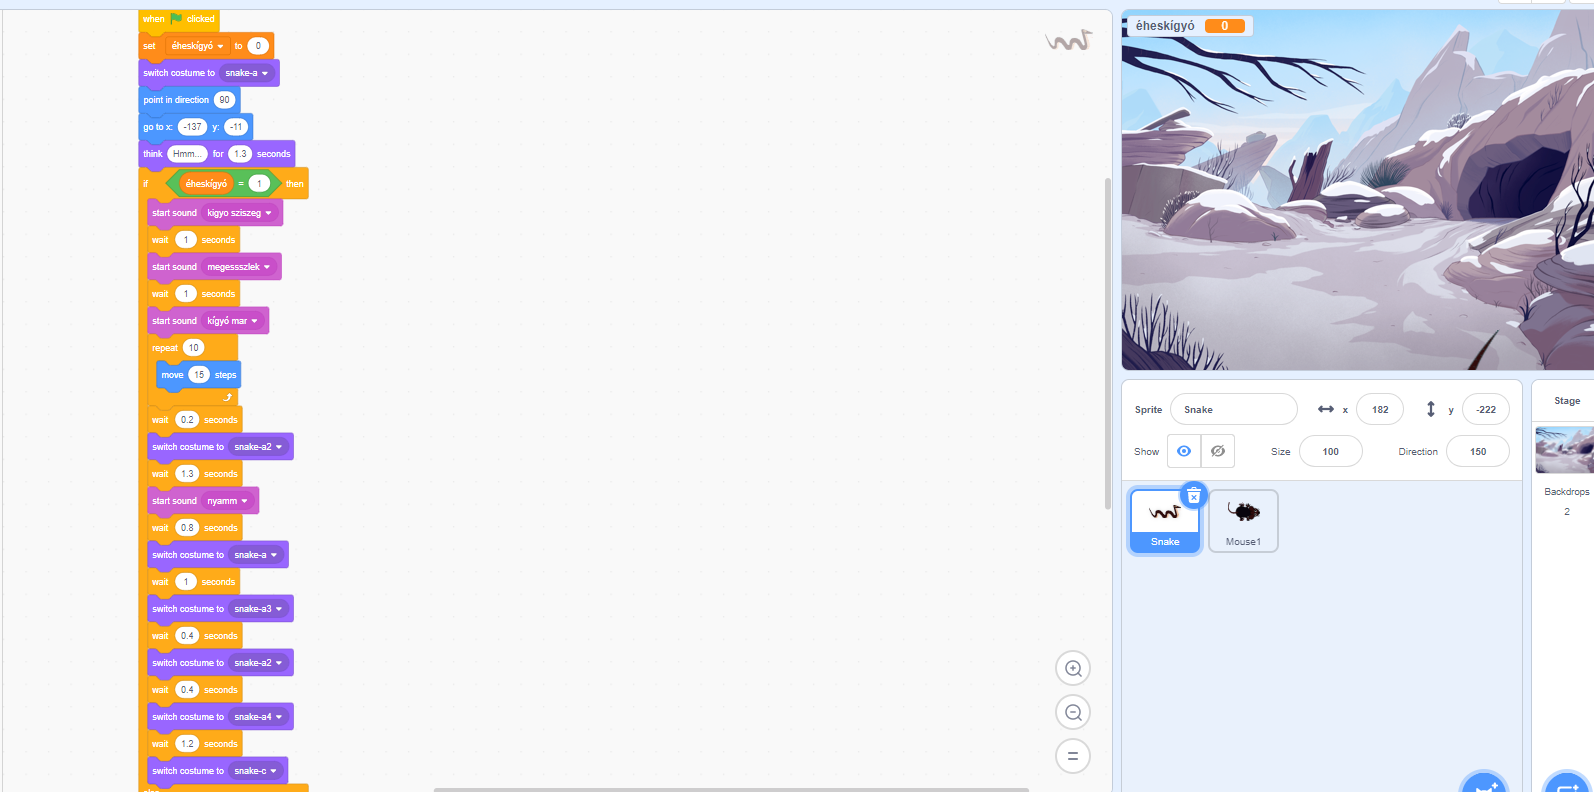 when clicked
set éheskígyó to 0
switch costume to snake-a
point in direction 90
go to x: -137 y: -11
think Hmm... for 1.3 seconds
if éheskígyó = 1 then
start sound kígyo sziszeg
wait 1 seconds
start sound megessszlek
wait 1 seconds
start sound kígyó mar
repeat 10
move 15 steps
wait 0.2 seconds
switch costume to snake-a2
wait 1.3 seconds
start sound nyamm
wait 0.8 seconds
switch costume to snake-a
wait 1 seconds
switch costume to snake-a3
wait 0.4 seconds
switch costume to snake-a2
wait 0.4 seconds
switch costume to snake-a4
wait 1.2 seconds
switch costume to snake-c
éheskígyó 0
Sprite Snake x 182 y -222
Show Size 100 Direction 150
Snake
Mouse1
Stage
Backdrops
2